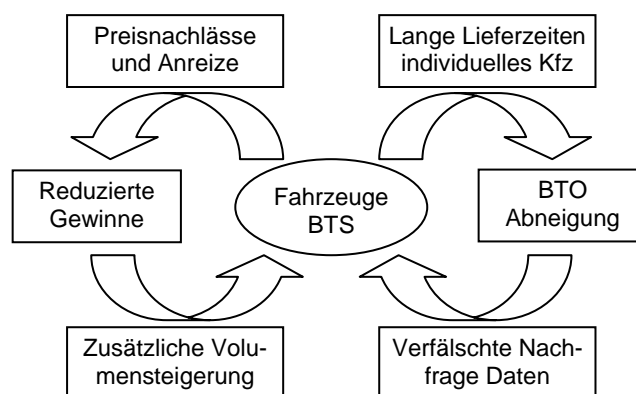 Preisnachlässe
und Anreize
Lange Lieferzeiten
individuelles Kfz
Reduzierte
Gewinne
Fahrzeuge
BTS
BTO
Abneigung
Zusätzliche Volu-
mensteigerung
Verfälschte Nach-
frage Daten